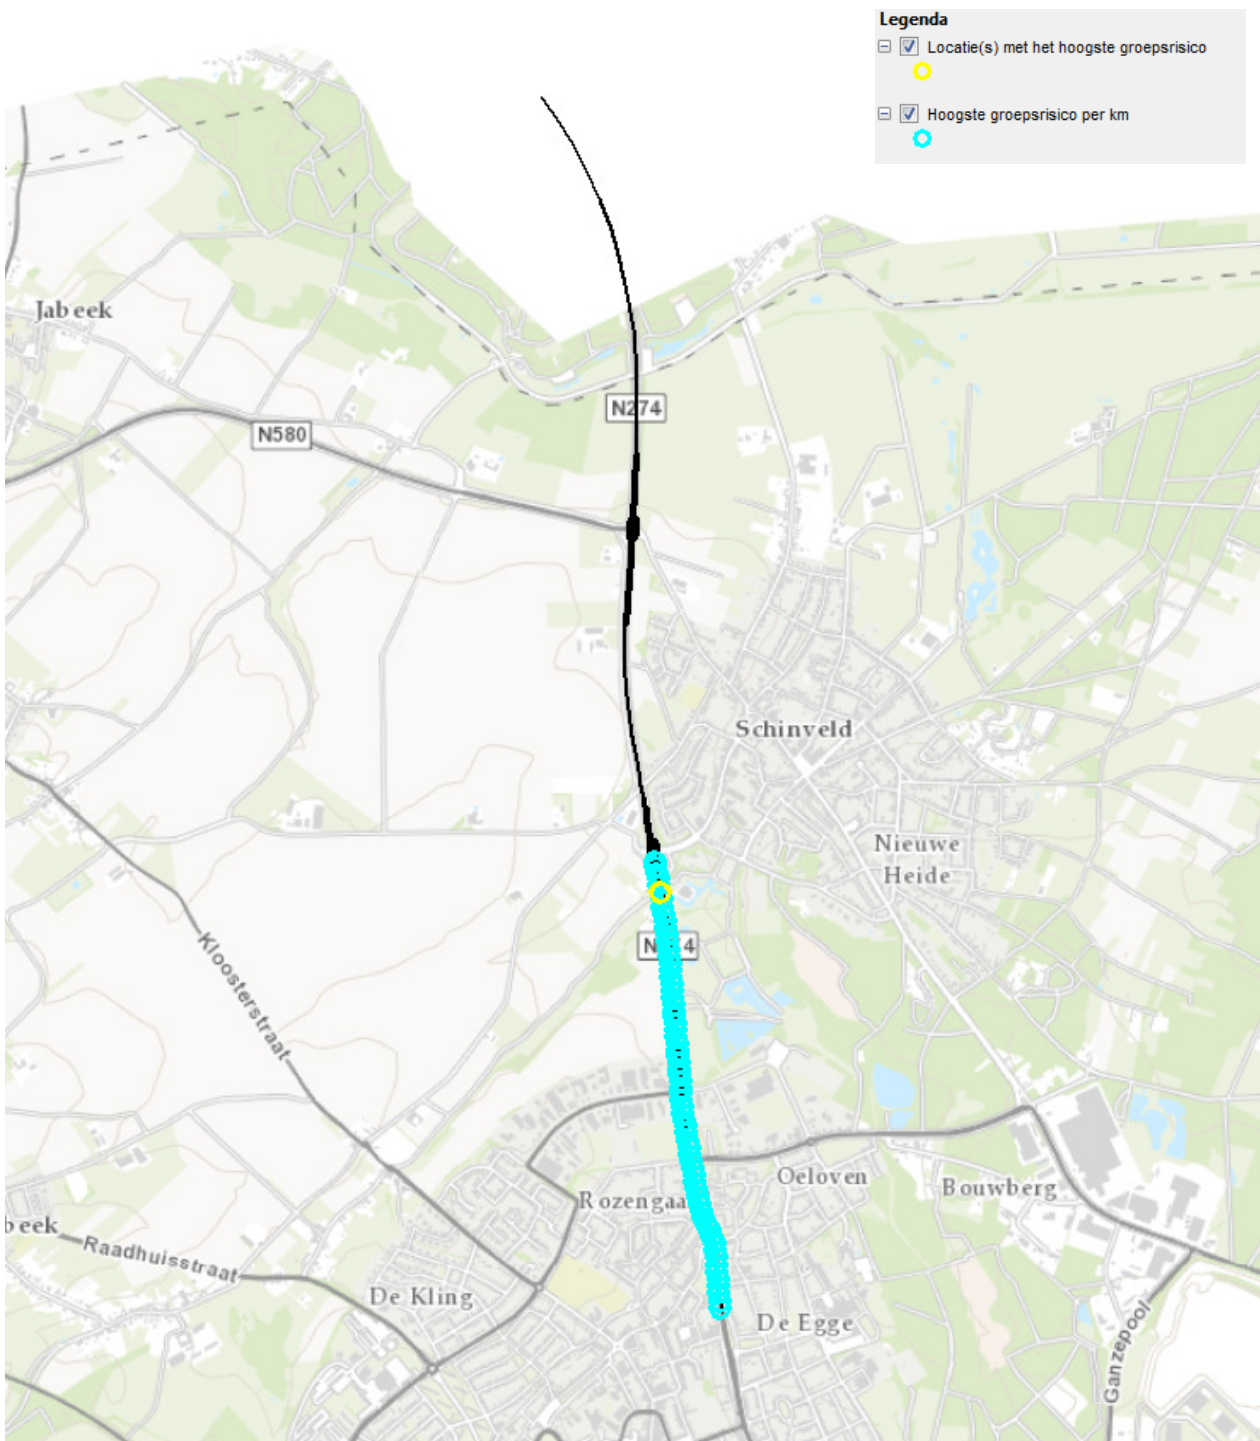 Legenda
Locatie(s) met het hoogste groepsrisico
Hoogste groepsrisico per km
Jabeek
N274
N580
Schinveld
Nieuwe
Heide
Kloosterstraat
Oeloven
Bouwberg
Rozengaa
beek
Raadhuisstraat
De Kling
De Egge
Ganzepool